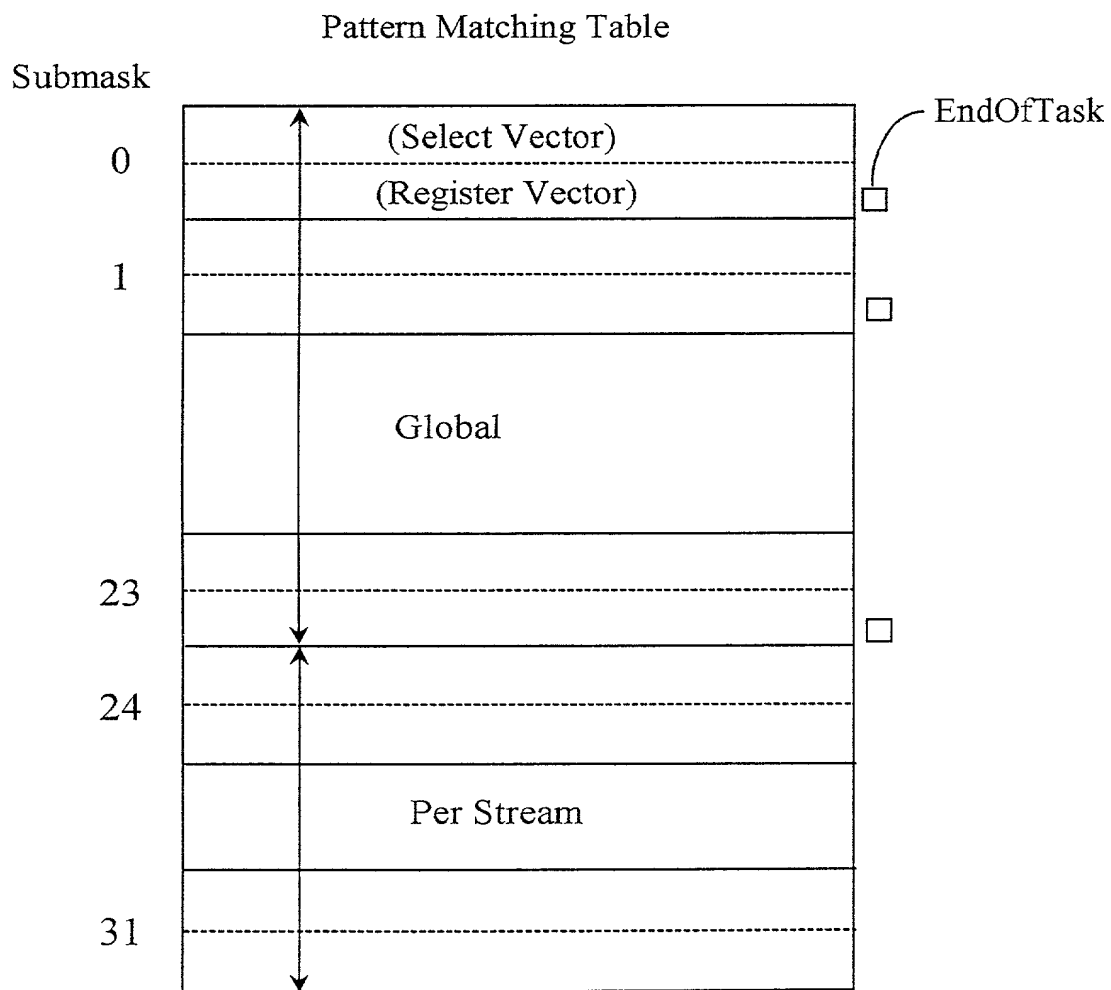 Pattern Matching Table
Submask
EndOfTask
(Select Vector)
0
(Register Vector)
1
Global
23
24
Per Stream
31